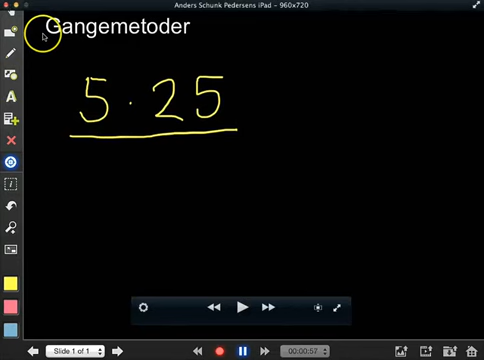 Anders Schunk Pedersens iPad - 960x720
Gangemetoder
5 · 25
Slide 1 of 1
00:00:57